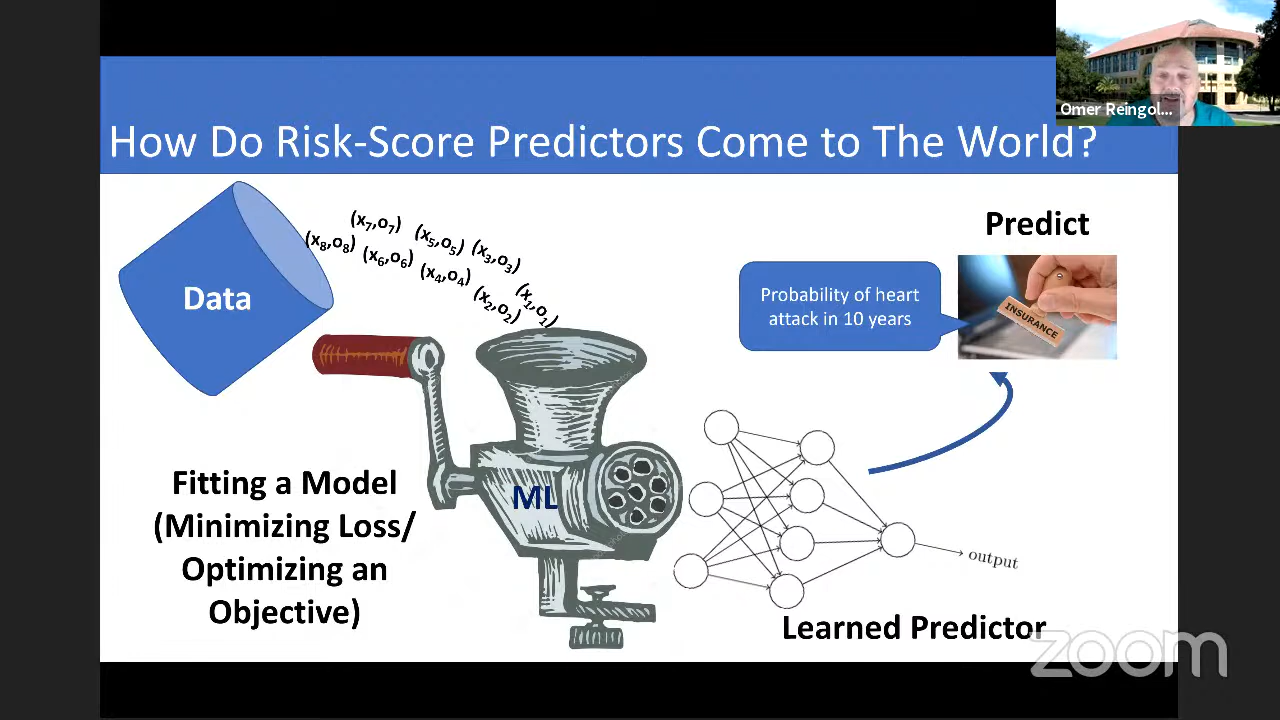 Omer Reingol...
How Do Risk-Score Predictors Come to The World?
(x₇,o₇)
(x₅,o₅)
(x₃,o₃)
(x₈,o₈)
(x₆,o₆)
(x₄,o₄)
(x₂,o₂)
(x₁,o₁)
Data
Predict
Probability of heart
attack in 10 years
INSURANCE
Fitting a Model
(Minimizing Loss/
Optimizing an
Objective)
ML
output
Learned Predictor
zoom